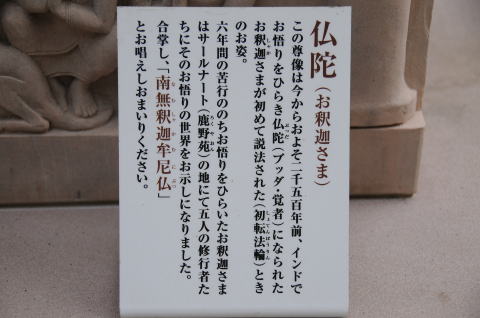 仏陀（お釈迦さま）
この尊像は今からおよそ二千五百年前、インドで
お悟りをひらき仏陀（ブッダ・覚者）になられた
お釈迦さまが初めて説法された（初転法輪）とき
のお姿。
六年間の苦行ののちお悟りをひらいたお釈迦さま
はサールナート（鹿野苑）の地にて五人の修行者た
ちにそのお悟りの世界をお示しになりました。
合掌し、「南無釈迦牟尼仏」
とお唱えしおまいりください。